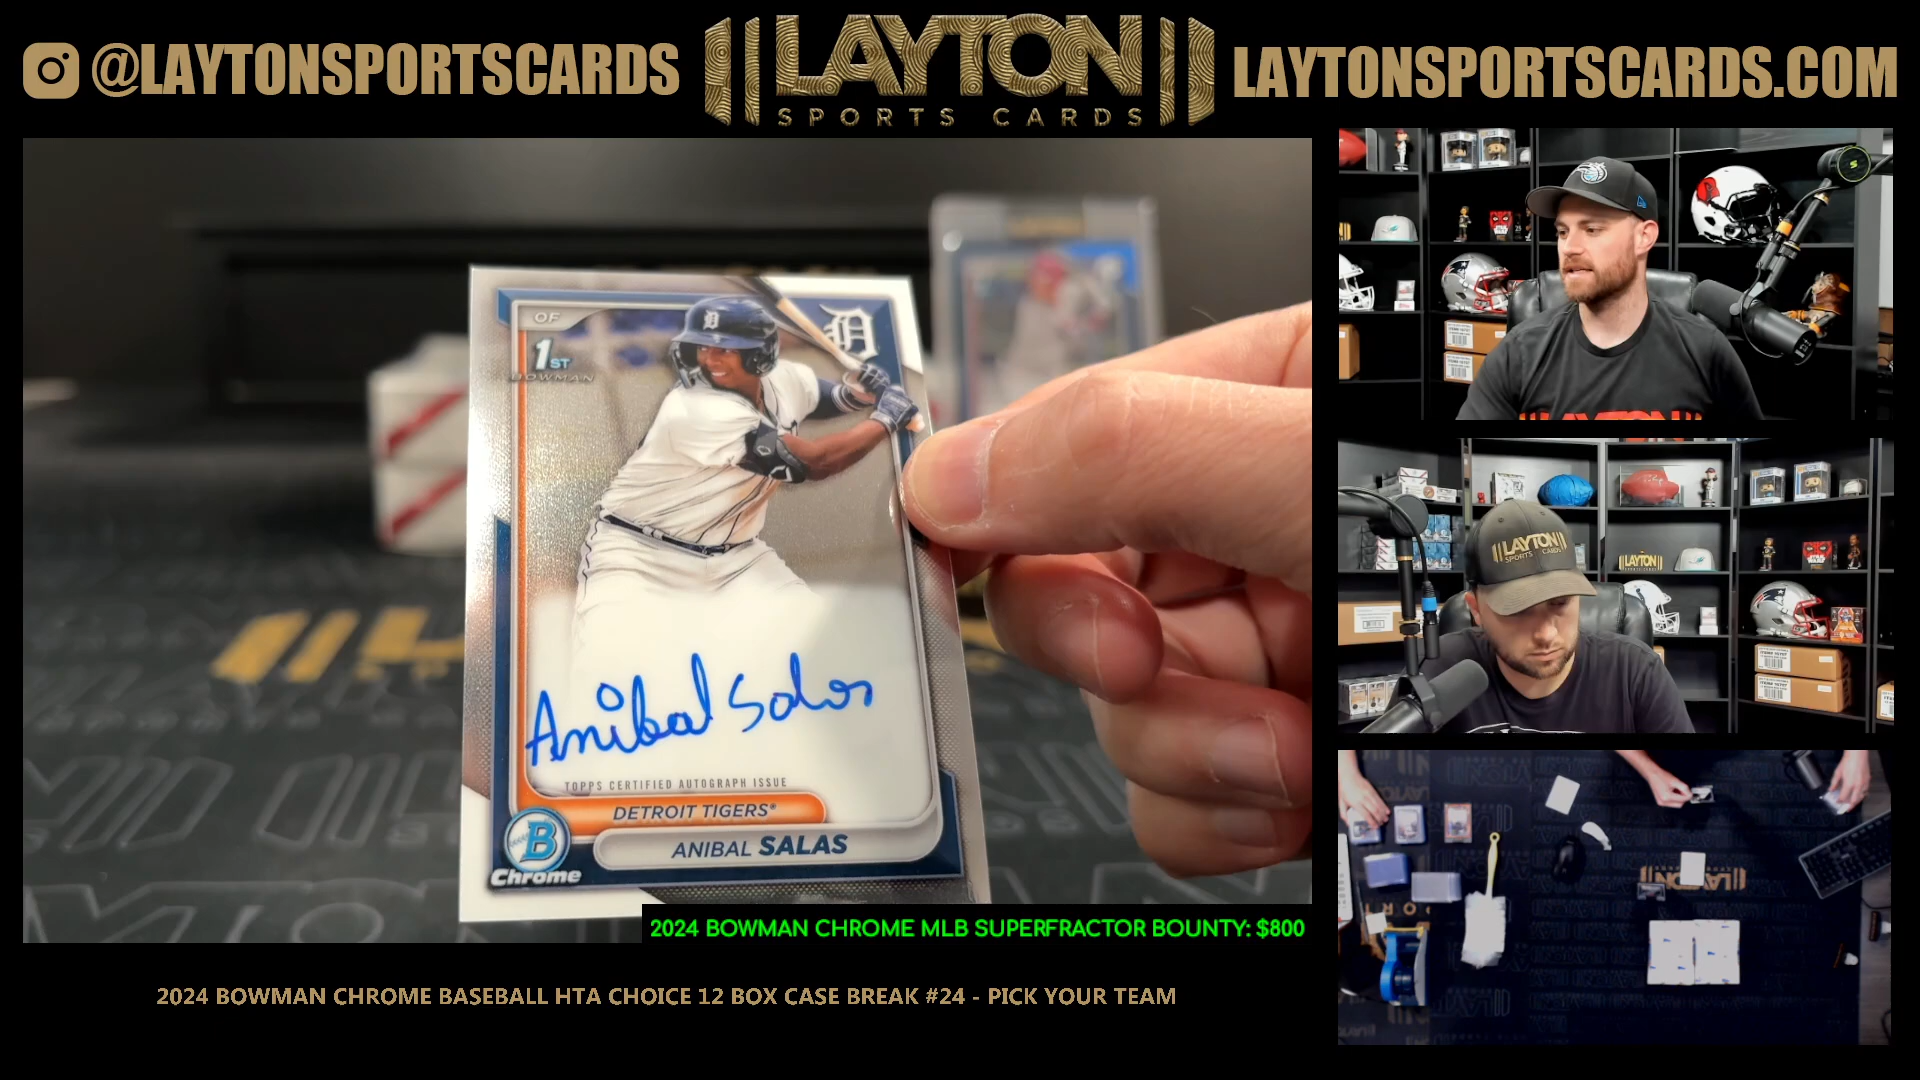 @LAYTONSPORTSCARDS
LAYTON
SPORTS CARDS
LAYTONSPORTSCARDS.COM
OF
1ST
BOWMAN
Anibal Salas
TOPPS CERTIFIED AUTOGRAPH ISSUE
DETROIT TIGERS®
ANIBAL SALAS
B
Chrome
2024 BOWMAN CHROME MLB SUPERFRACTOR BOUNTY: $800
2024 BOWMAN CHROME BASEBALL HTA CHOICE 12 BOX CASE BREAK #24 - PICK YOUR TEAM
LAYTON
LAYTON
SPORTS CARDS
LAYTON
LAYTON